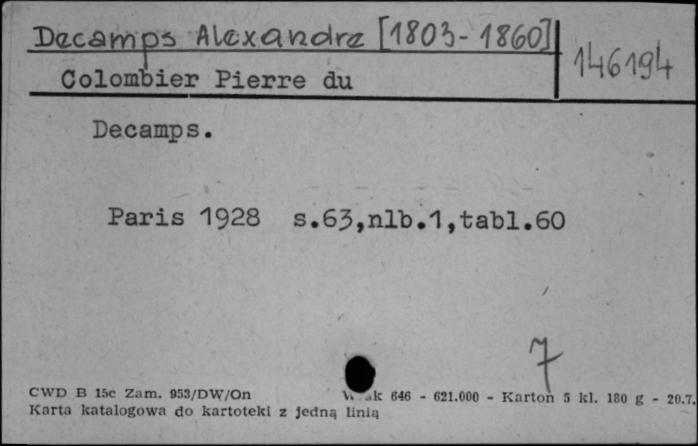 Decamps Alexandre [1803-1860]
146194
Colombier Pierre du
Decamps.
Paris 1928 s.63,nlb.1,tabl.60
7
CWD B 15c Zam. 953/DW/On 646 - 621.000 - Karton 5 kl. 180 g - 20.7.
Karta katalogowa do kartoteki z jedną linią